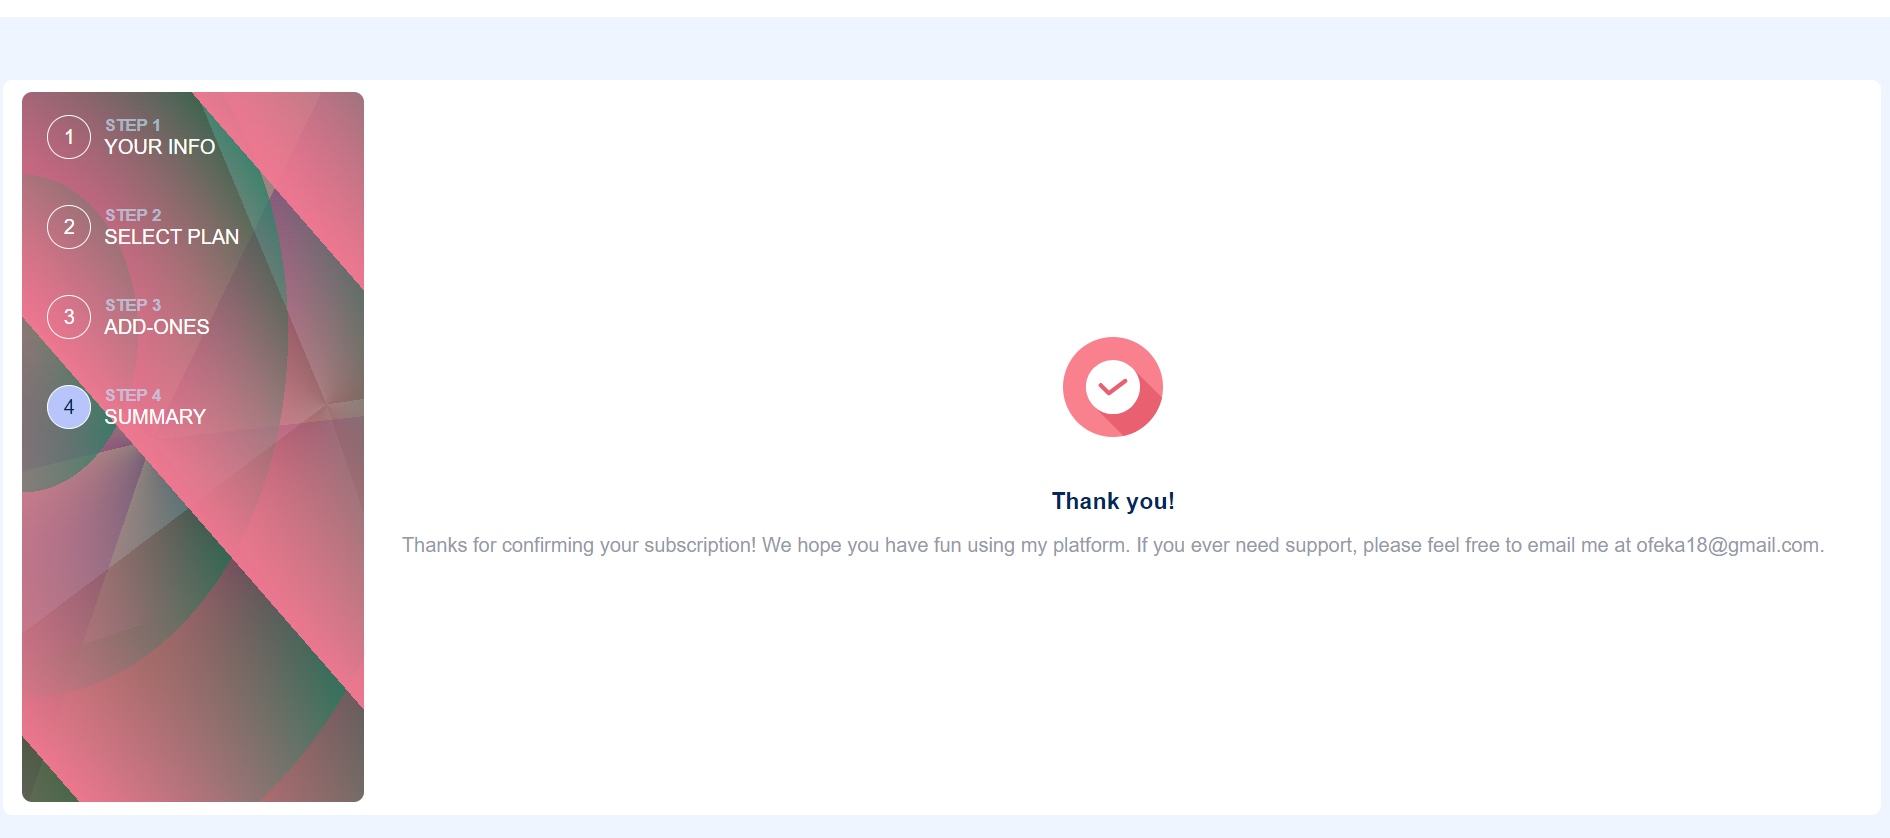 1
STEP 1
YOUR INFO
2
STEP 2
SELECT PLAN
3
STEP 3
ADD-ONES
4
STEP 4
SUMMARY
Thank you!
Thanks for confirming your subscription! We hope you have fun using my platform. If you ever need support, please feel free to email me at ofeka18@gmail.com.